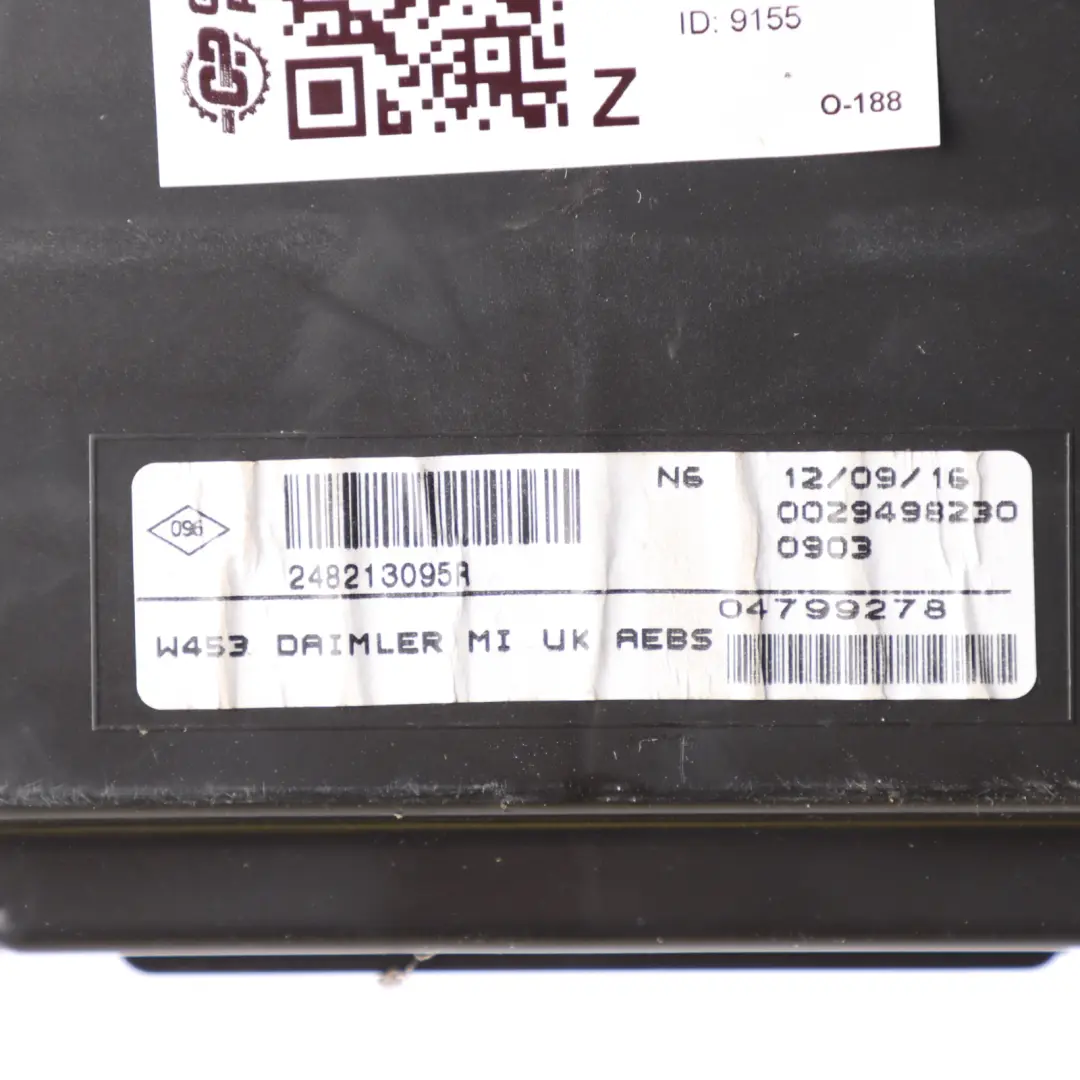 ID: 9155
Z
O-188
096
N6 12/09/16
0029498230
0903
248213095R
04799278
W453 DAIMLER MI UK AEBS